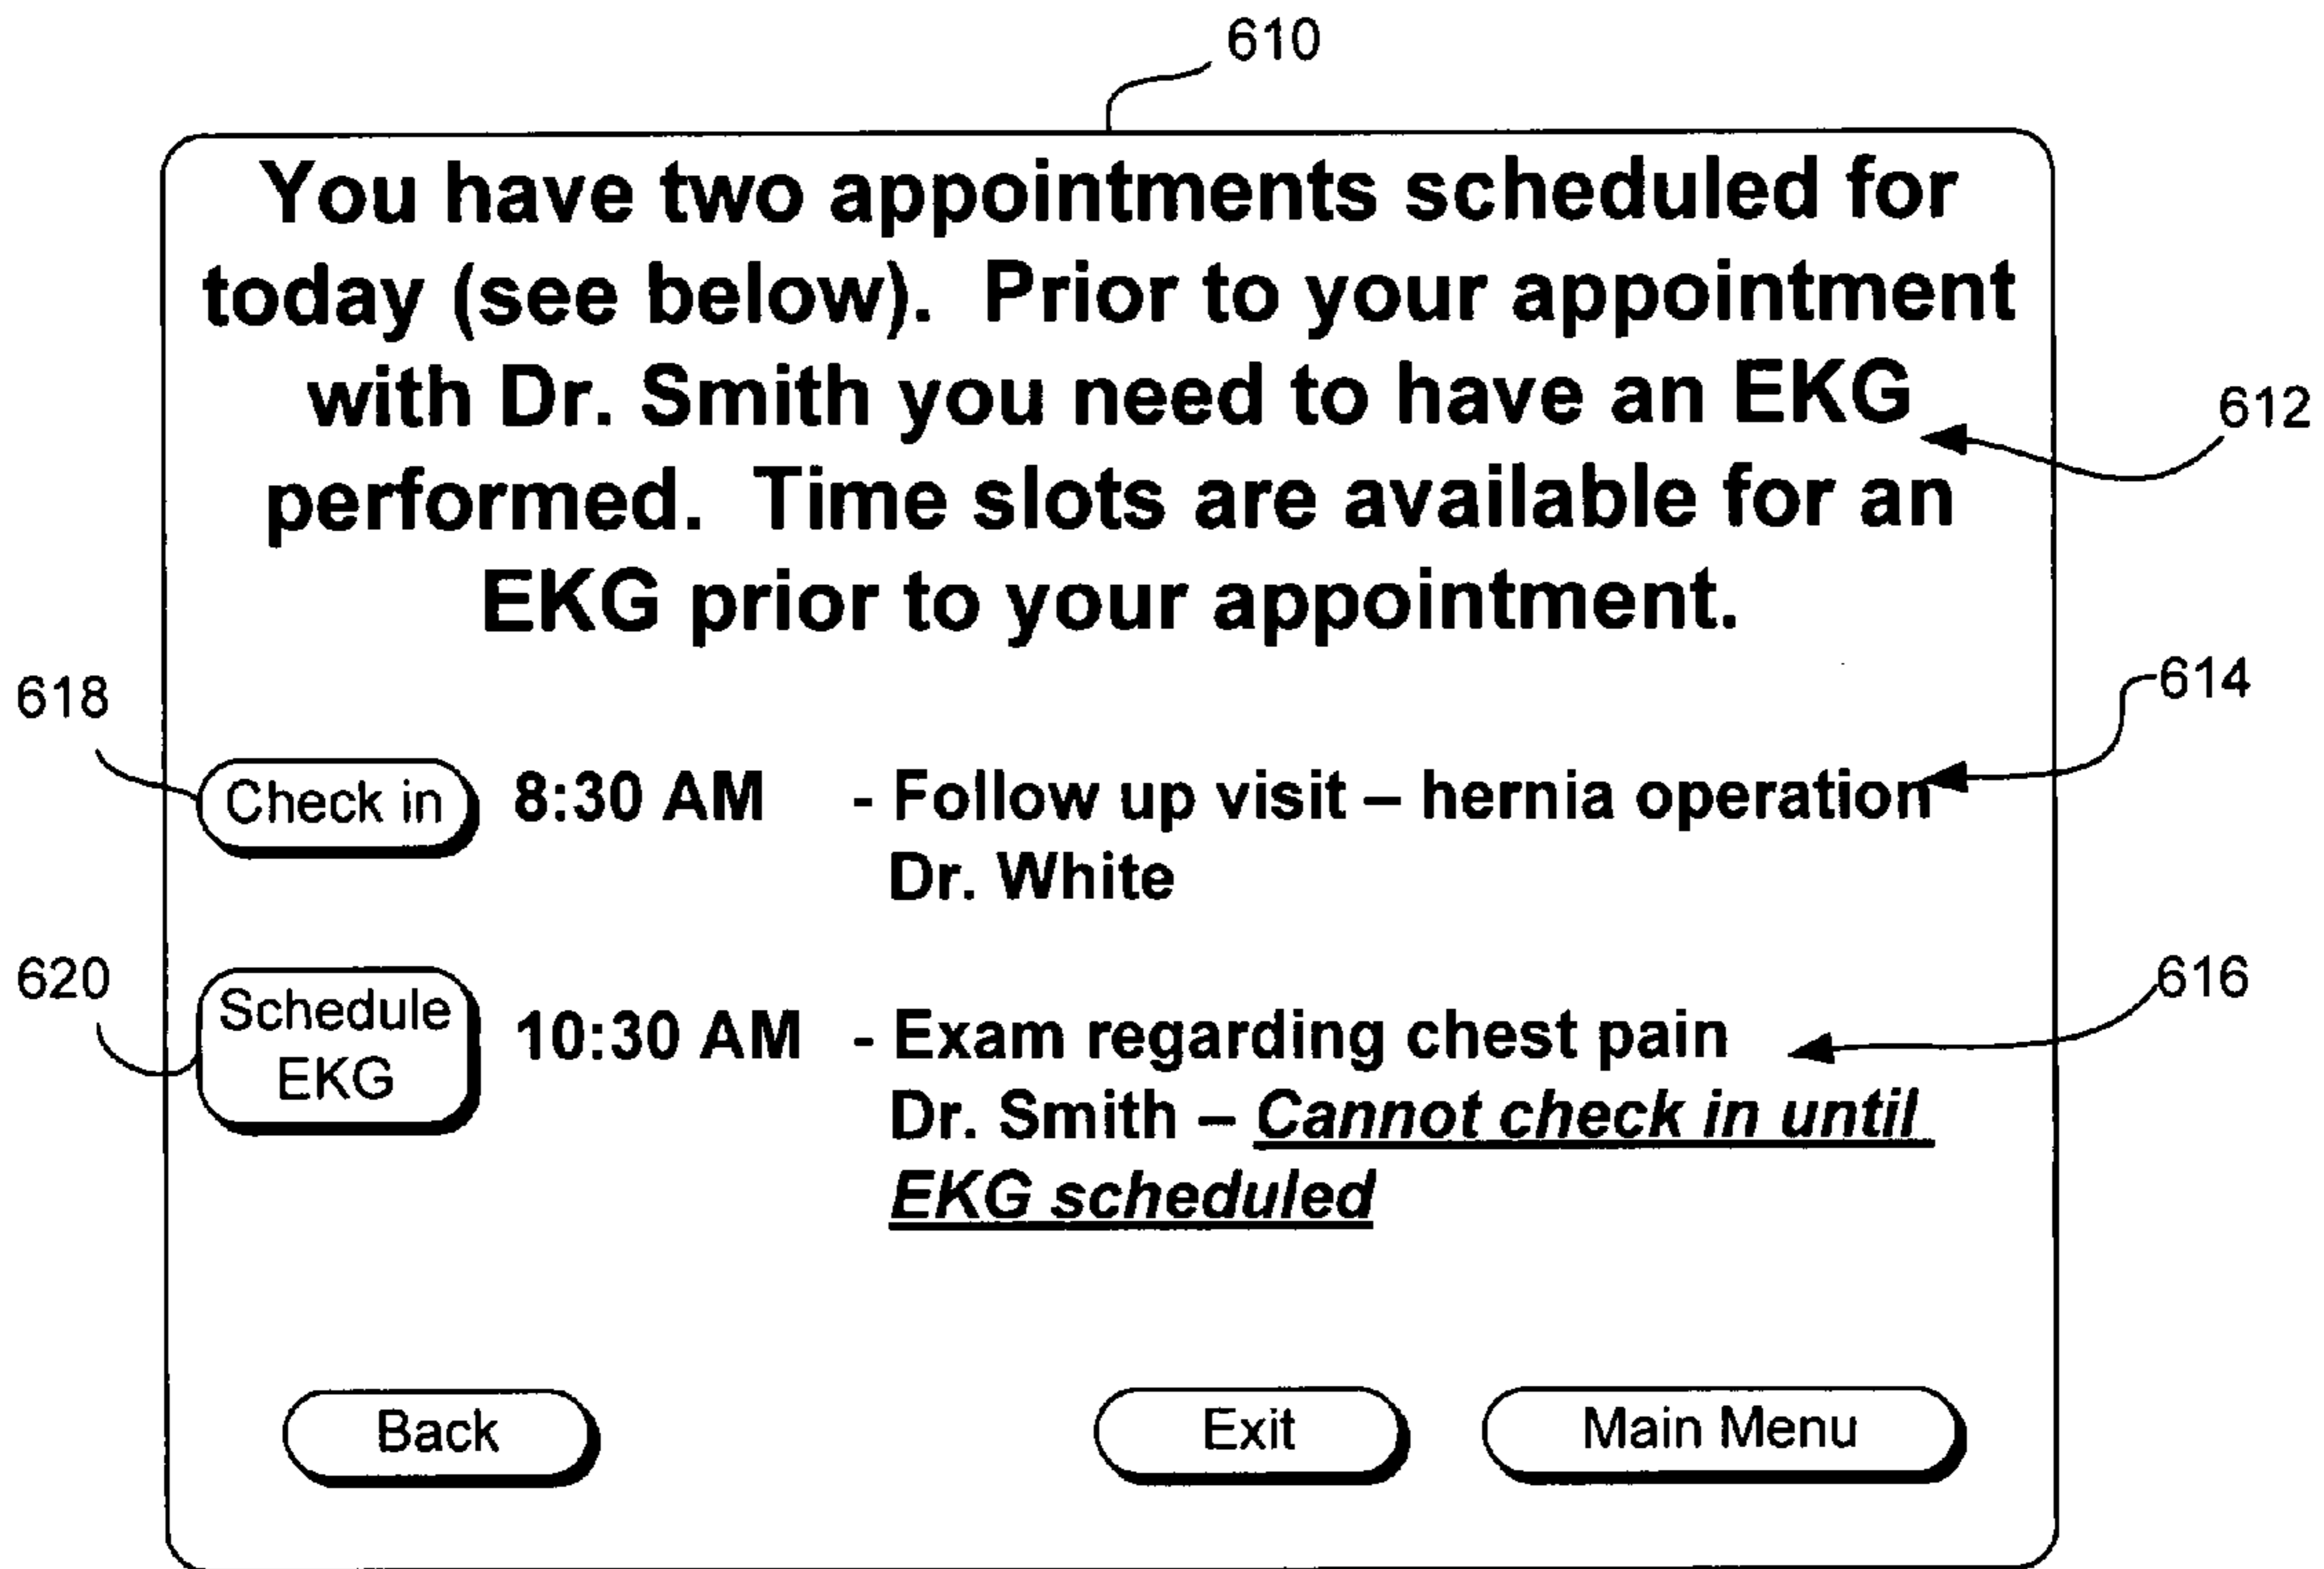 610
You have two appointments scheduled for
today (see below).  Prior to your appointment
with Dr. Smith you need to have an EKG
612
performed.  Time slots are available for an
EKG prior to your appointment.
618
614
Check in 8:30 AM - Follow up visit – hernia operation
Dr. White
620
616
Schedule
EKG
10:30 AM - Exam regarding chest pain
Dr. Smith – Cannot check in until
EKG scheduled
Back Exit Main Menu